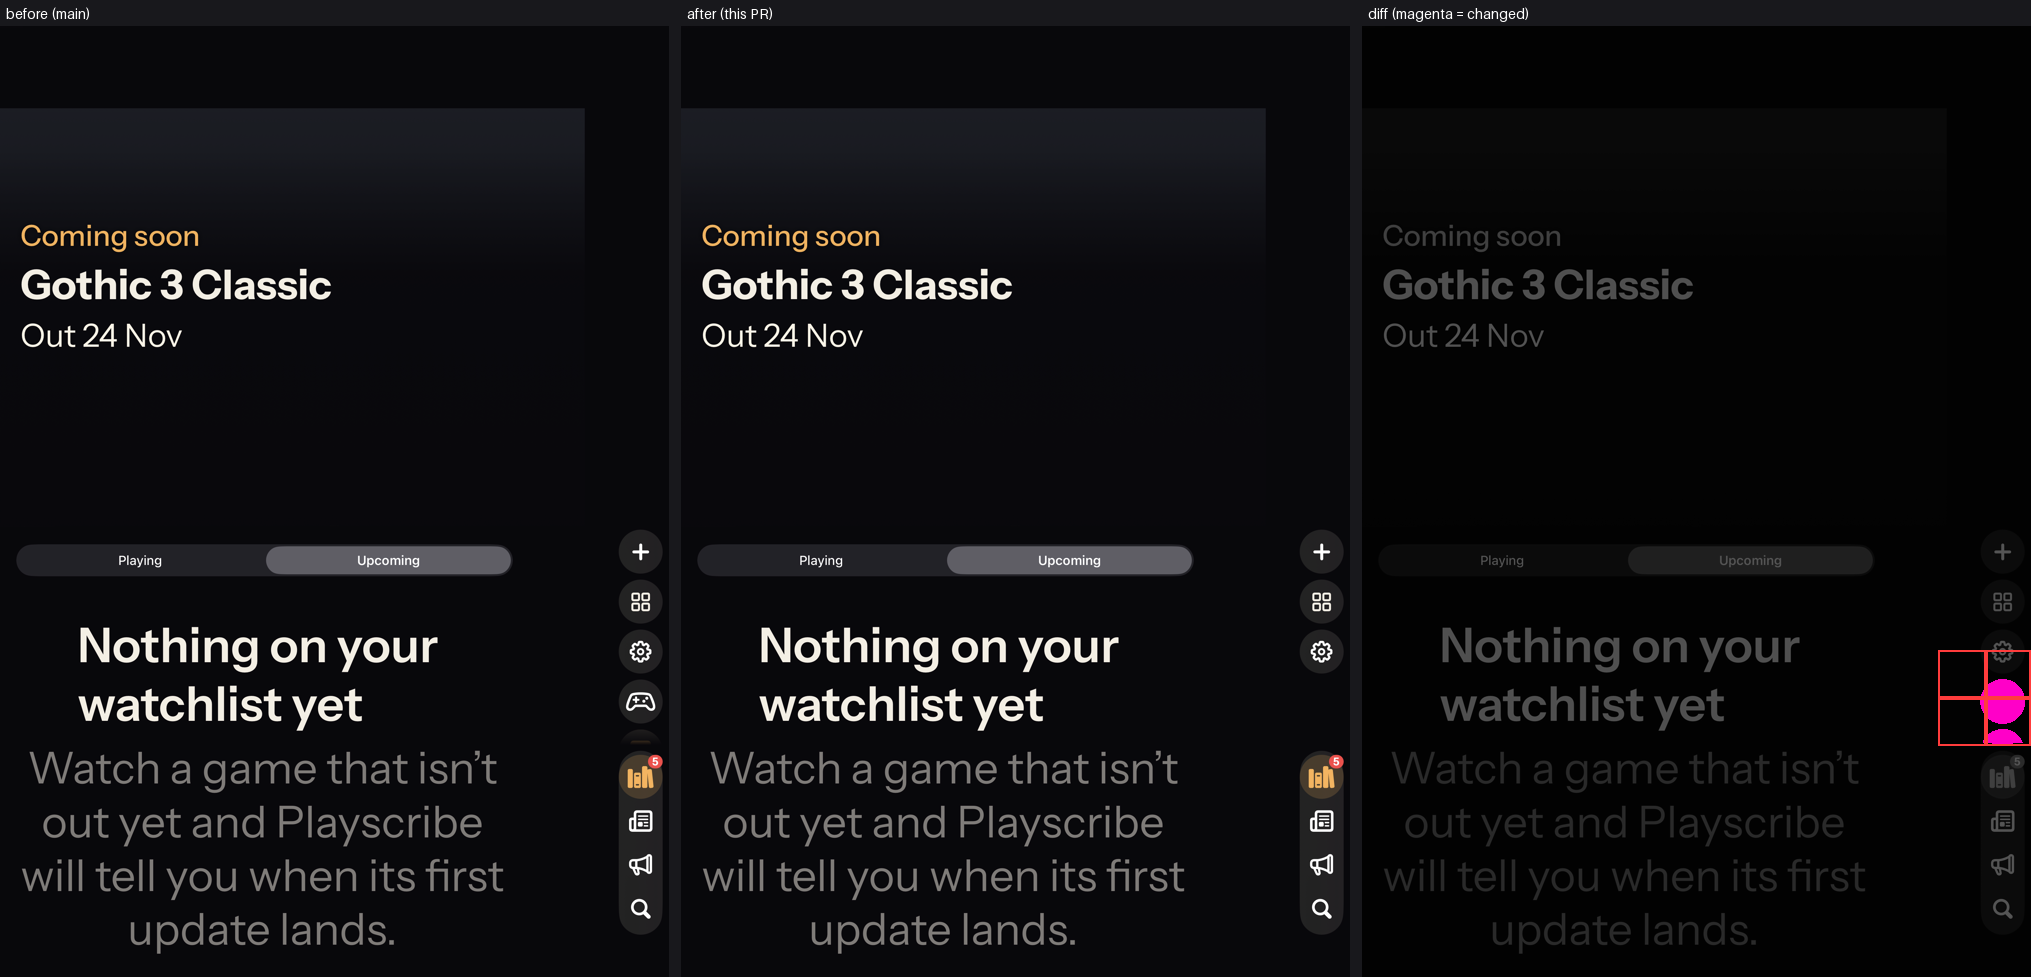 before (main)
Coming soon
Gothic 3 Classic
Out 24 Nov
Playing
Upcoming
Nothing on your
watchlist yet
Watch a game that isn’t
out yet and Playscribe
will tell you when its first
update lands.
5
after (this PR)
Coming soon
Gothic 3 Classic
Out 24 Nov
Playing
Upcoming
Nothing on your
watchlist yet
Watch a game that isn’t
out yet and Playscribe
will tell you when its first
update lands.
5
diff (magenta = changed)
Coming soon
Gothic 3 Classic
Out 24 Nov
Playing
Upcoming
Nothing on your
watchlist yet
Watch a game that isn’t
out yet and Playscribe
will tell you when its first
update lands.
5